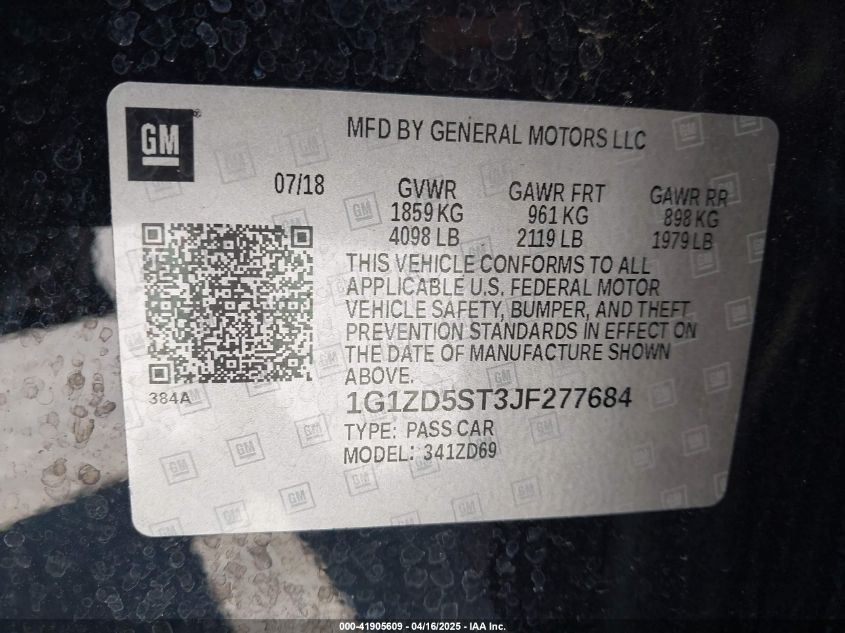 GM
MFD BY GENERAL MOTORS LLC
07/18
GVWR GAWR FRT GAWR RR
1859 KG 961 KG 898 KG
4098 LB 2119 LB 1979 LB
THIS VEHICLE CONFORMS TO ALL
APPLICABLE U.S. FEDERAL MOTOR
VEHICLE SAFETY, BUMPER, AND THEFT
PREVENTION STANDARDS IN EFFECT ON
THE DATE OF MANUFACTURE SHOWN
ABOVE.
384A
1G1ZD5ST3JF277684
TYPE: PASS CAR
MODEL: 341ZD69
000-41905609 - 04/16/2025 - IAA Inc.